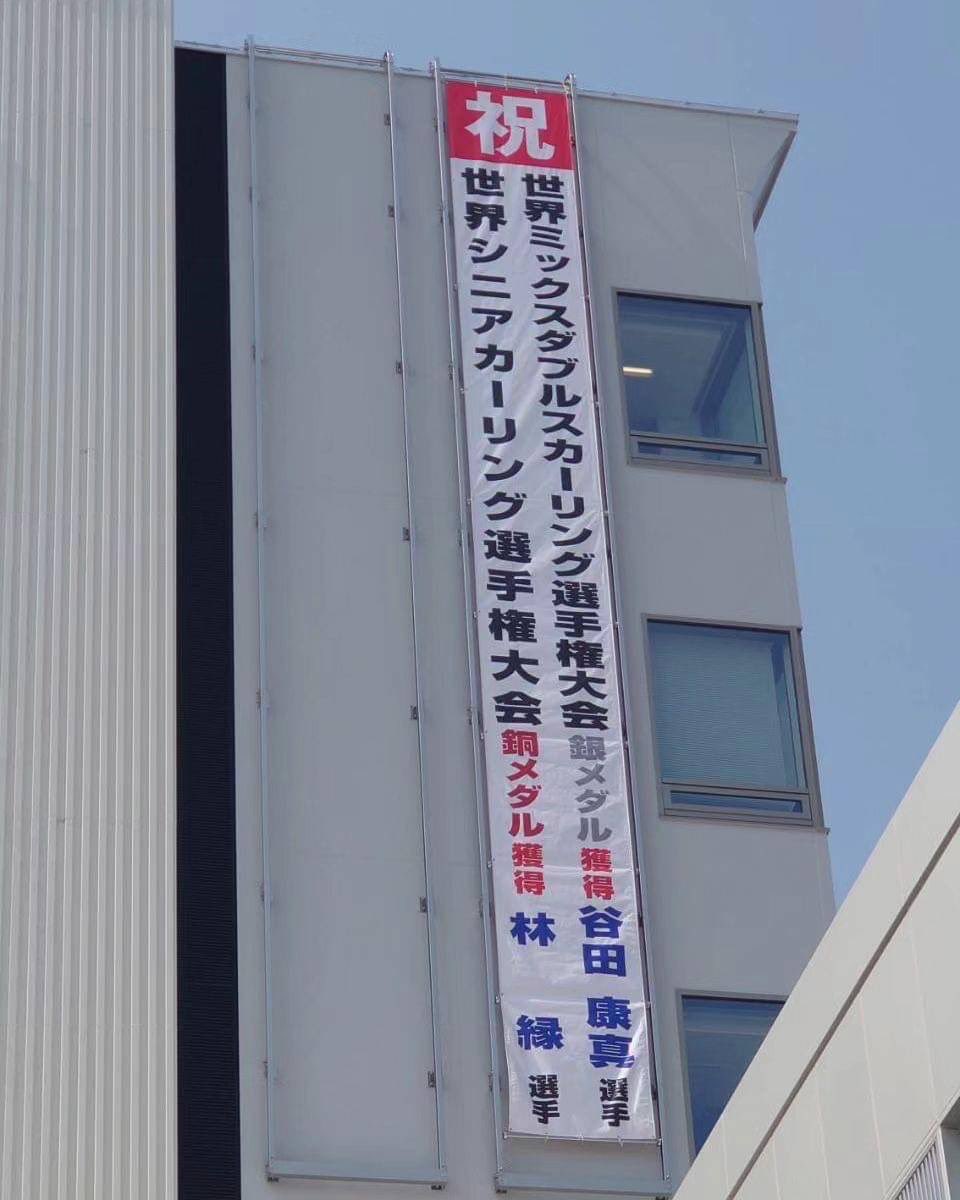 祝
世界ミックスダブルスカーリング選手権大会 銀メダル 獲得 谷田 康真 選手
世界シニアカーリング選手権大会 銅メダル 獲得 林 縁 選手